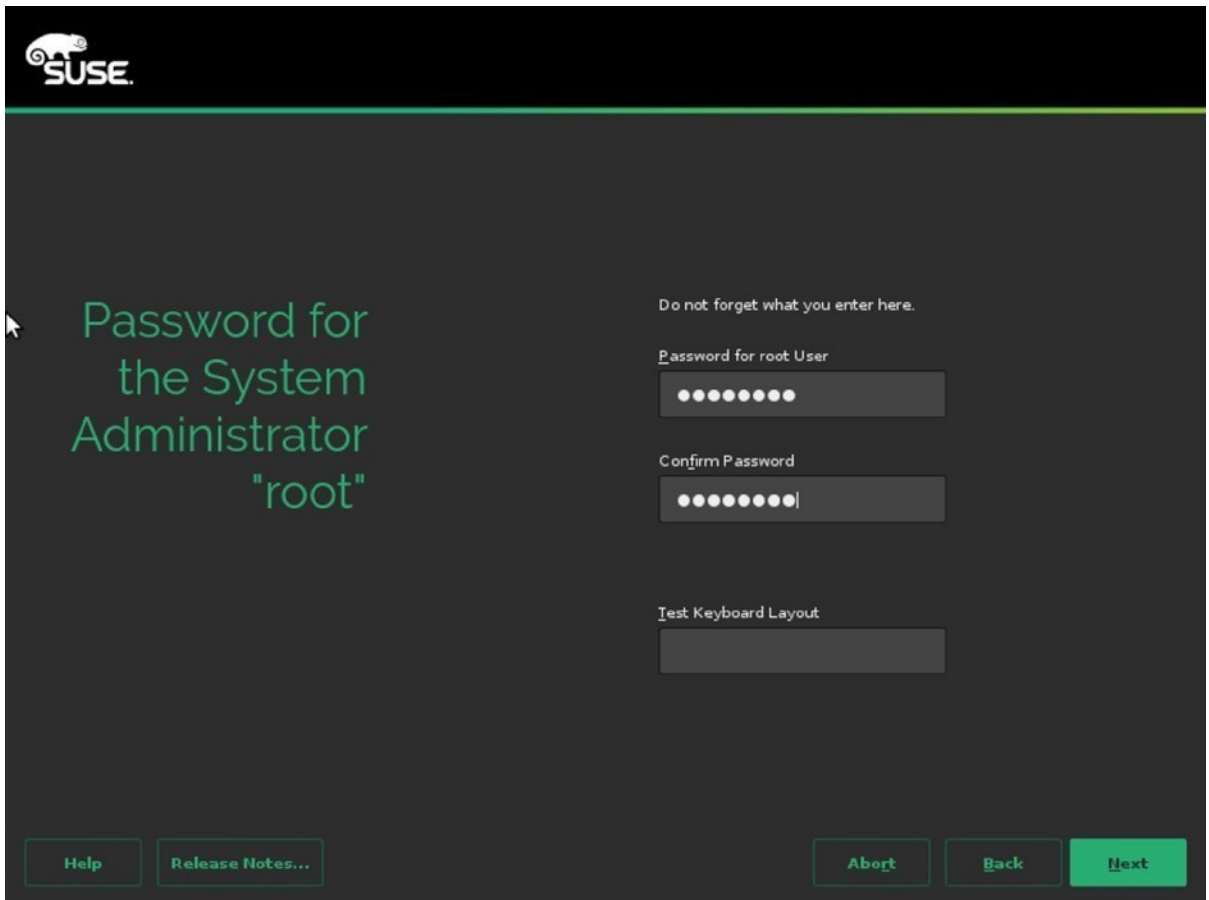 SUSE.
Password for
the System
Administrator
"root"
Do not forget what you enter here.
Password for root User
●●●●●●●●
Confirm Password
●●●●●●●●
Test Keyboard Layout
Help
Release Notes...
Abort
Back
Next